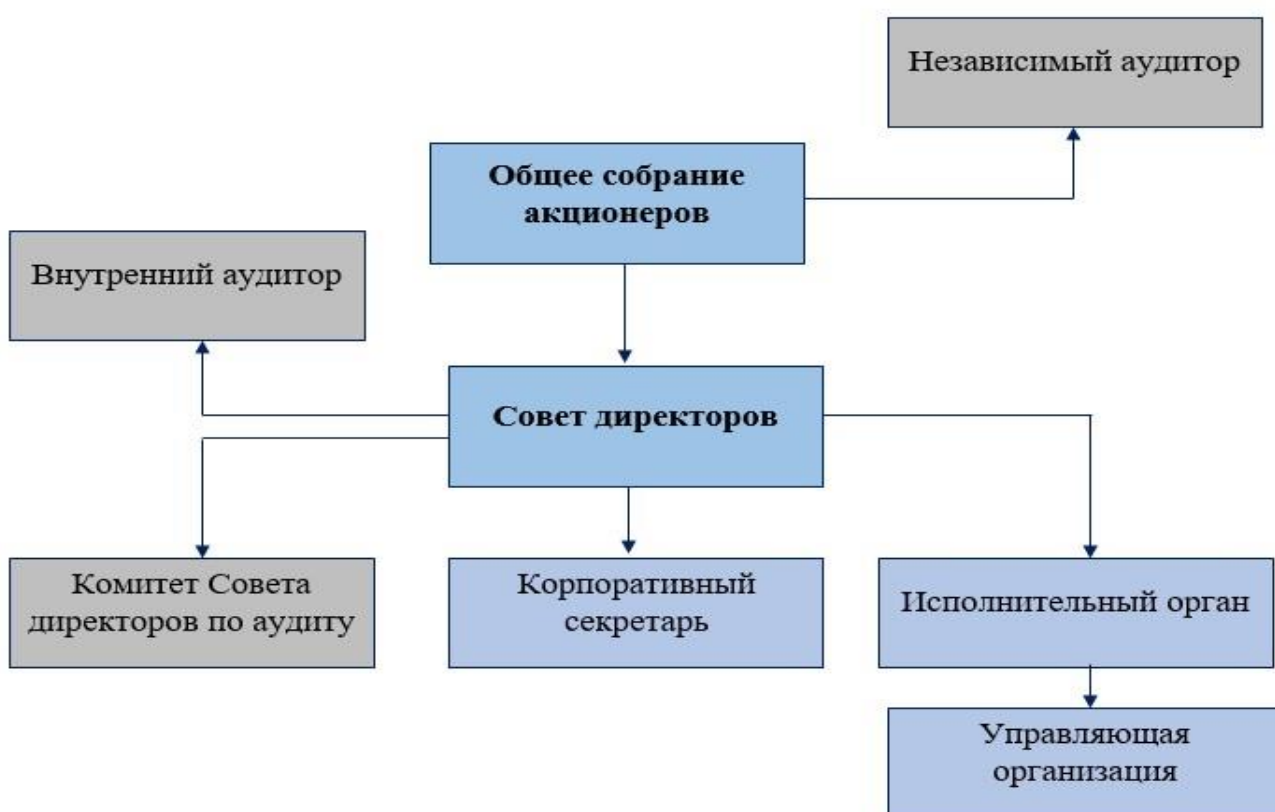 Независимый аудитор
Общее собрание
акционеров
Внутренний аудитор
Совет директоров
Комитет Совета
директоров по аудиту
Корпоративный
секретарь
Исполнительный орган
Управляющая
организация